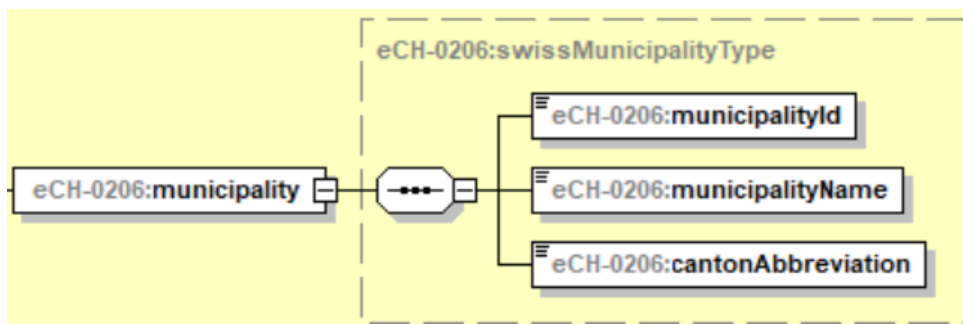 eCH-0206:swissMunicipalityType
eCH-0206:municipalityId
eCH-0206:municipality
eCH-0206:municipalityName
eCH-0206:cantonAbbreviation